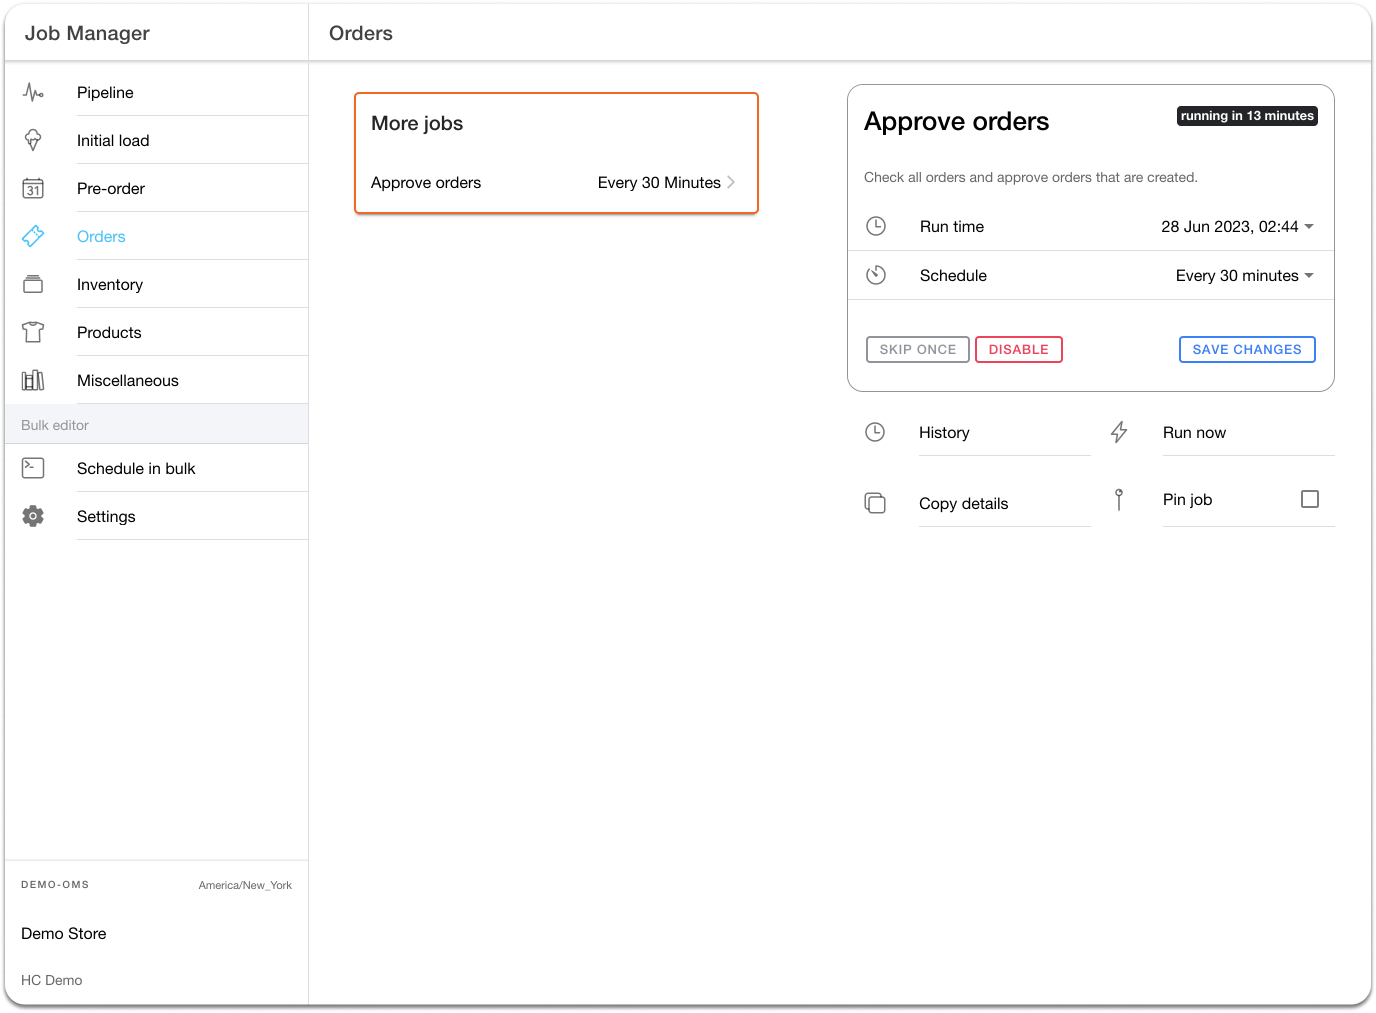 Job Manager
Orders
Pipeline
Initial load
31
Pre-order
Orders
Inventory
Products
Miscellaneous
Bulk editor
Schedule in bulk
Settings
DEMO-OMS America/New_York
Demo Store
HC Demo
More jobs
Approve orders Every 30 Minutes
Approve orders running in 13 minutes
Check all orders and approve orders that are created.
Run time 28 Jun 2023, 02:44
Schedule Every 30 minutes
SKIP ONCE DISABLE SAVE CHANGES
History Run now
Copy details Pin job